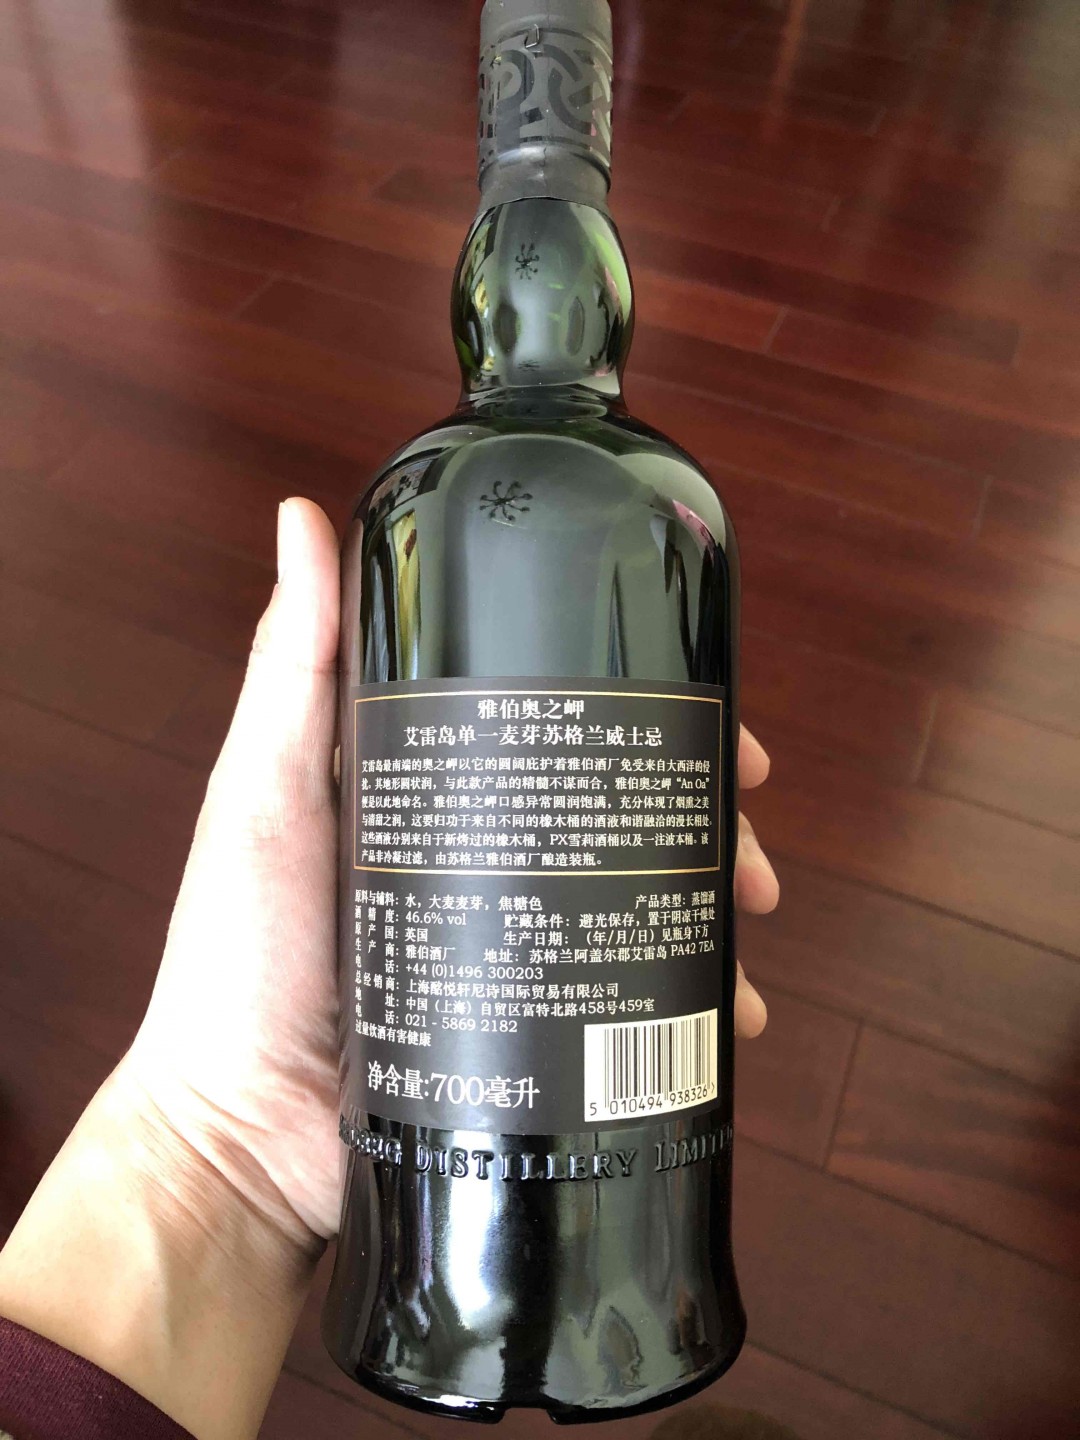 雅伯奥之岬
艾雷岛单一麦芽苏格兰威士忌
艾雷岛最南端的奥之岬以它的圆阔庇护着雅伯酒厂免受来自大西洋的侵
扰。其地形圆状润，与此款产品的精髓不谋而合，雅伯奥之岬“An Oa”
便是以此地命名。雅伯奥之岬口感异常圆润饱满，充分体现了烟熏之美
与清甜之润，这要归功于来自不同的橡木桶的酒液和谐融洽的漫长相处。
这些酒液分别来自于新烤过的橡木桶，PX雪莉酒桶以及一注波本桶。该
产品非冷凝过滤，由苏格兰雅伯酒厂酿造装瓶。
原料与辅料：水，大麦麦芽，焦糖色 产品类型：蒸馏酒
酒 精 度：46.6% vol 贮藏条件：避光保存，置于阴凉干燥处
原 产 国：英国 生产日期：（年/月/日）见瓶身下方
生 产 商：雅伯酒厂 地址：苏格兰阿盖尔郡艾雷岛 PA42 7EA
电 话：+44 (0)1496 300203
总 经 销 商：上海酩悦轩尼诗国际贸易有限公司
地 址：中国（上海）自贸区富特北路458号459室
电 话：021 - 5869 2182
过量饮酒有害健康
净含量:700毫升
5 010494 938326 >
DISTILLERY LIMITED